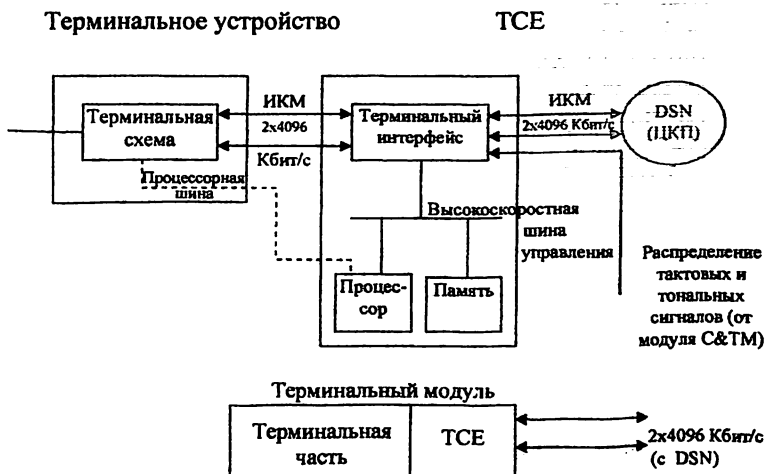 Терминальное устройство TCE
Терминальная
схема
ИКМ
2x4096
Кбит/с
Процессорная
шина
Терминальный
интерфейс
ИКМ
2x4096 Кбит/с
DSN
(ЦКП)
Высокоскоростная
шина
управления
Процес-
сор
Память
Распределение
тактовых и
тональных
сигналов (от
модуля C&TM)
Терминальный модуль
Терминальная
часть
TCE
2x4096 Кбит/с
(с DSN)